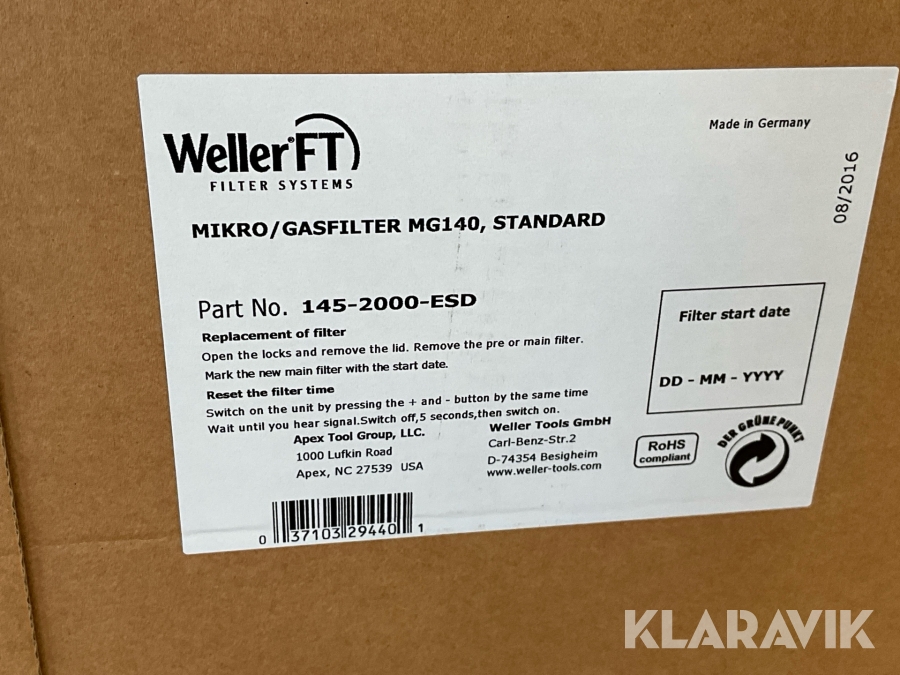 Weller® FT
FILTER SYSTEMS
Made in Germany
08/2016
MIKRO/GASFILTER MG140, STANDARD
Part No. 145-2000-ESD
Replacement of filter
Open the locks and remove the lid. Remove the pre or main filter.
Mark the new main filter with the start date.
Reset the filter time
Switch on the unit by pressing the + and - button by the same time
Wait until you hear signal.Switch off,5 seconds,then switch on.
Filter start date
DD - MM - YYYY
Apex Tool Group, LLC.
1000 Lufkin Road
Apex, NC 27539 USA
Weller Tools GmbH
Carl-Benz-Str.2
D-74354 Besigheim
www.weller-tools.com
RoHS
compliant
DER GRÜNE PUNKT
0 37103 29440 1
KLARAVIK